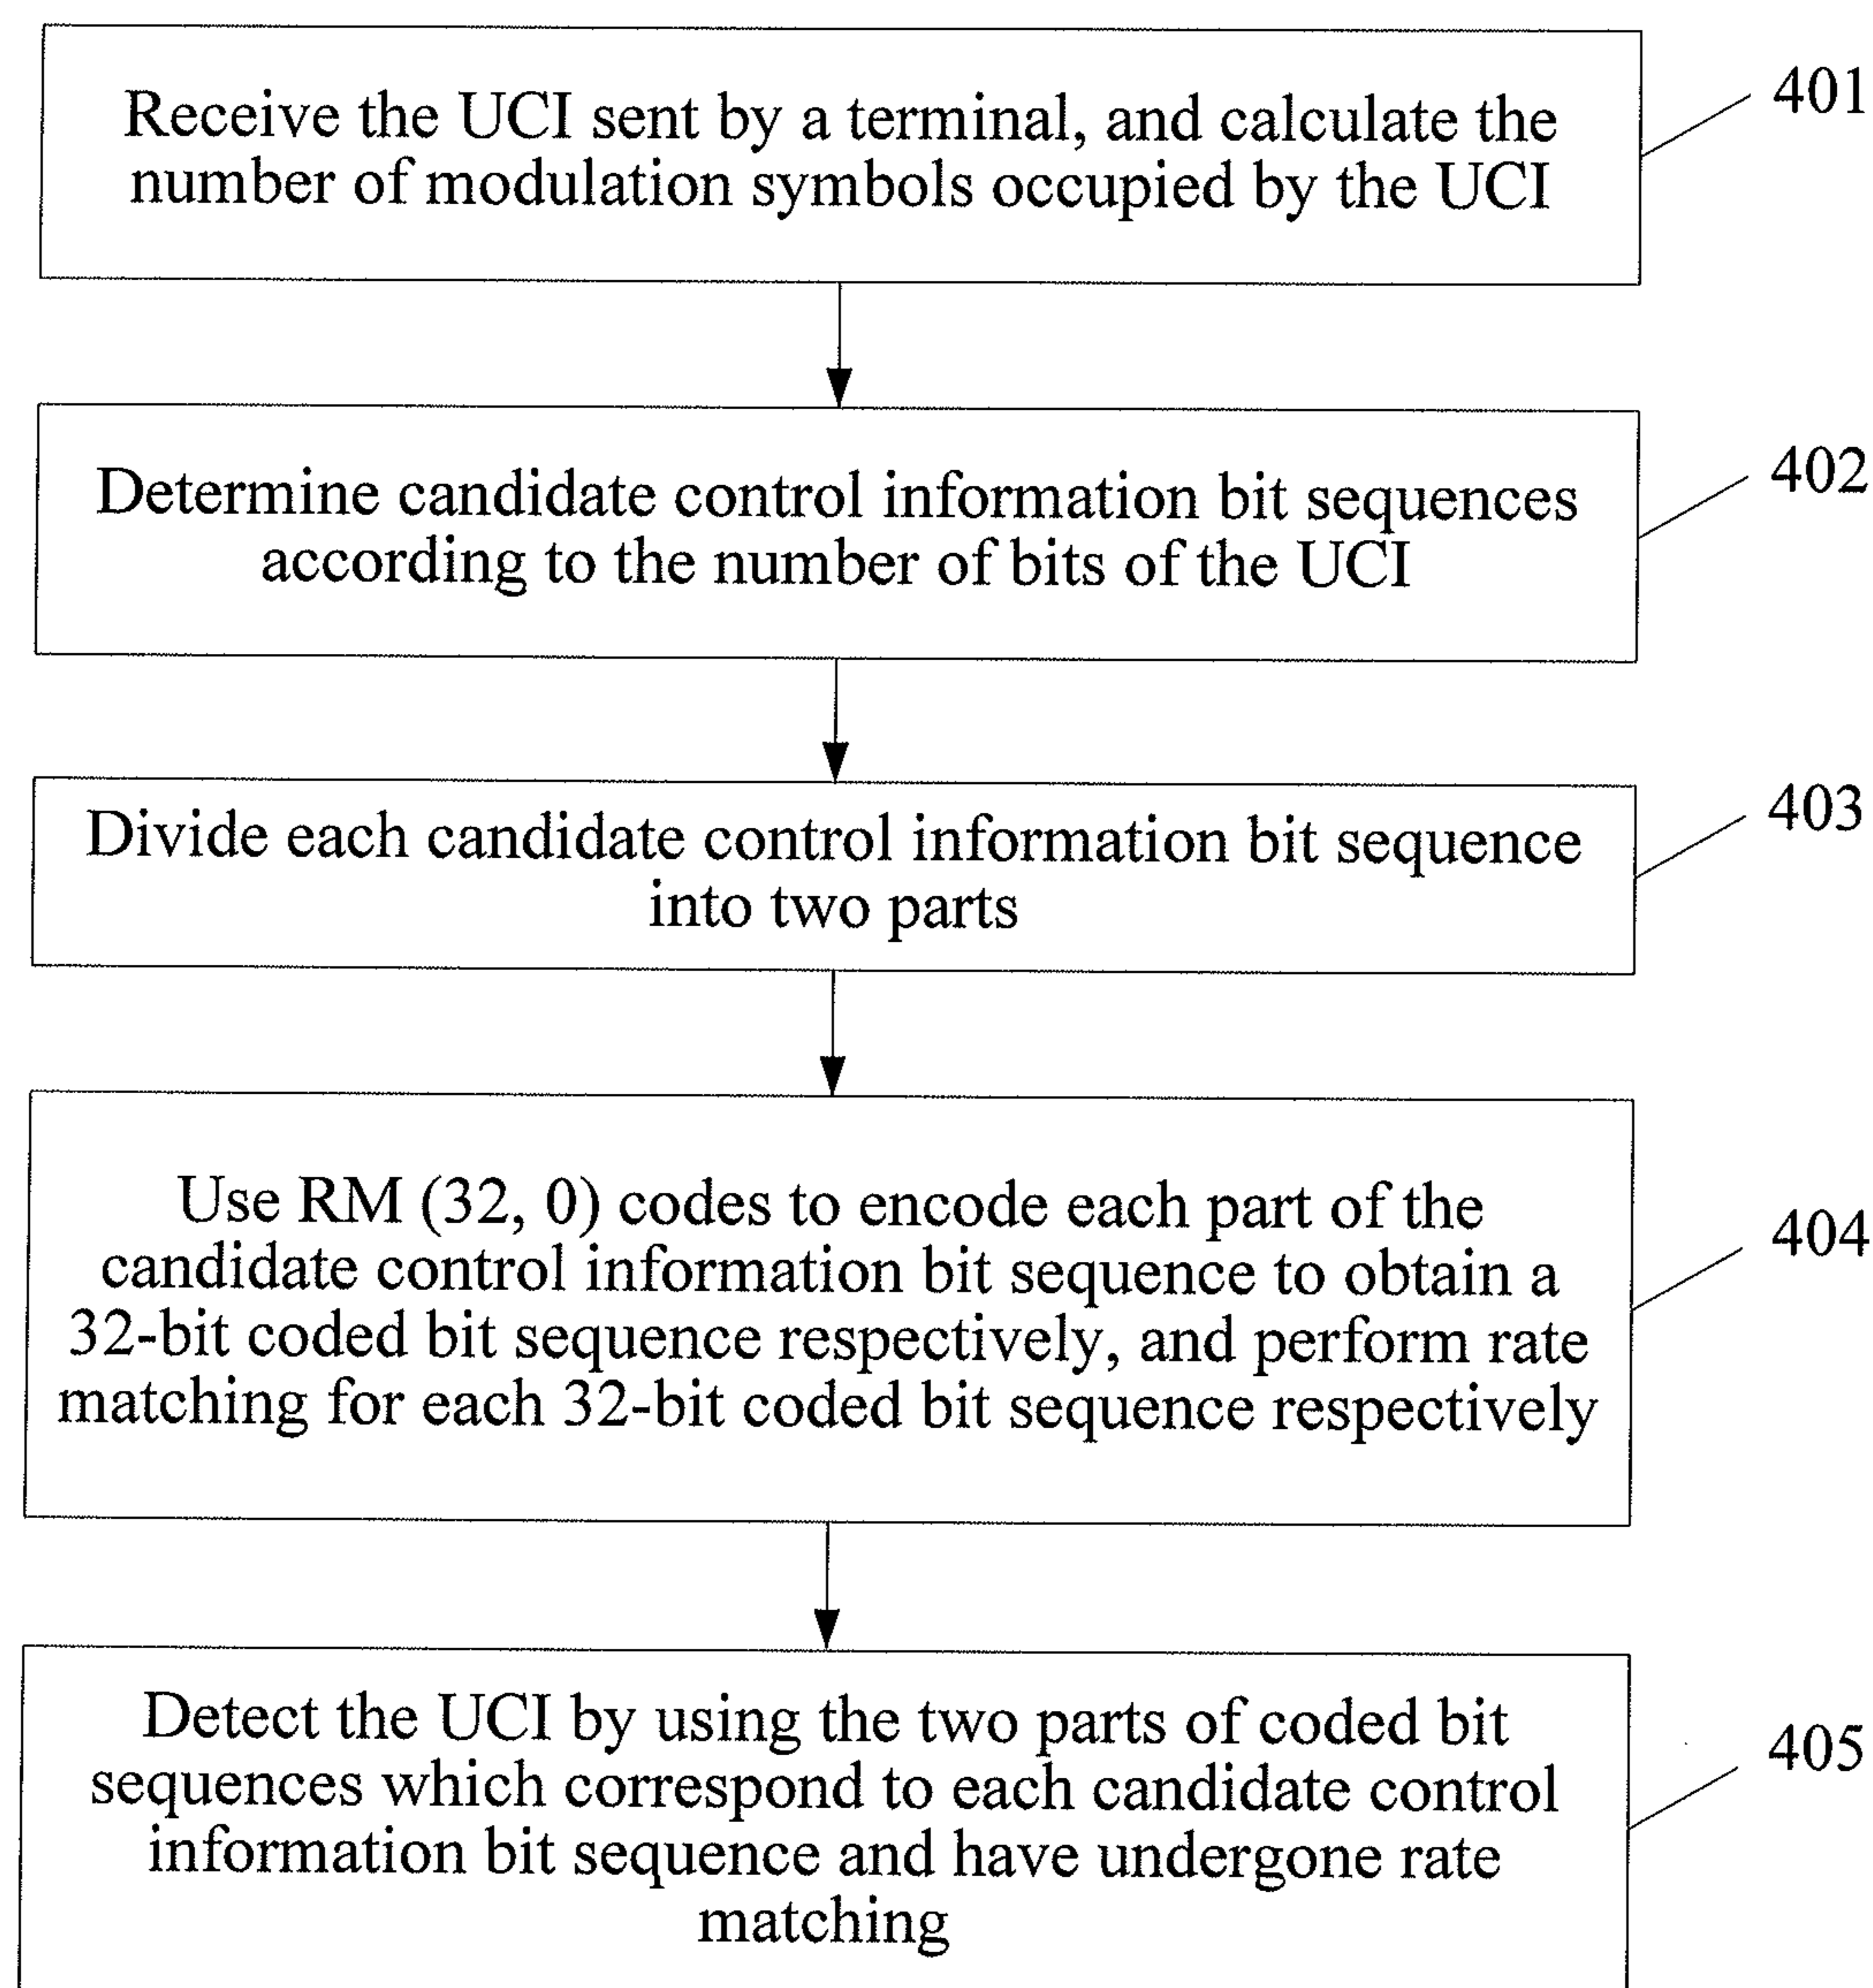 Receive the UCI sent by a terminal, and calculate the
number of modulation symbols occupied by the UCI
401
Determine candidate control information bit sequences
according to the number of bits of the UCI
402
Divide each candidate control information bit sequence
into two parts
403
Use RM (32, 0) codes to encode each part of the
candidate control information bit sequence to obtain a
32-bit coded bit sequence respectively, and perform rate
matching for each 32-bit coded bit sequence respectively
404
Detect the UCI by using the two parts of coded bit
sequences which correspond to each candidate control
information bit sequence and have undergone rate
matching
405